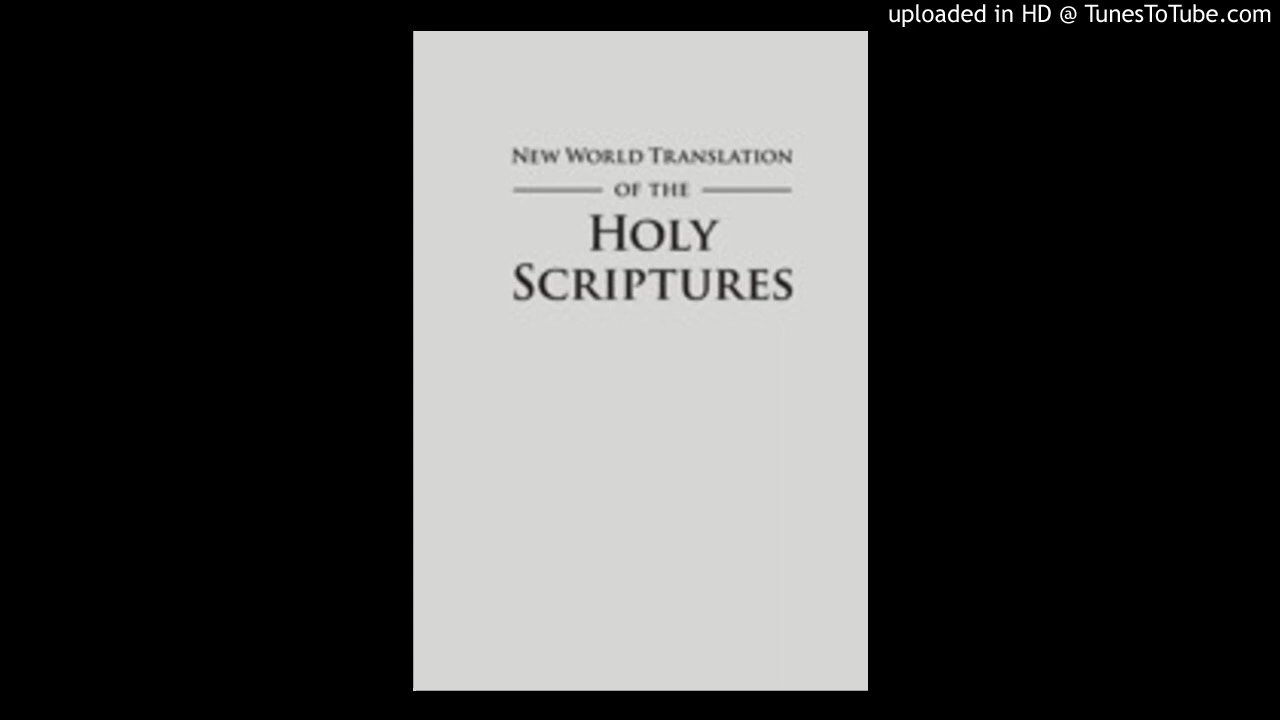 uploaded in HD @ TunesToTube.com
NEW WORLD TRANSLATION
OF THE
HOLY
SCRIPTURES